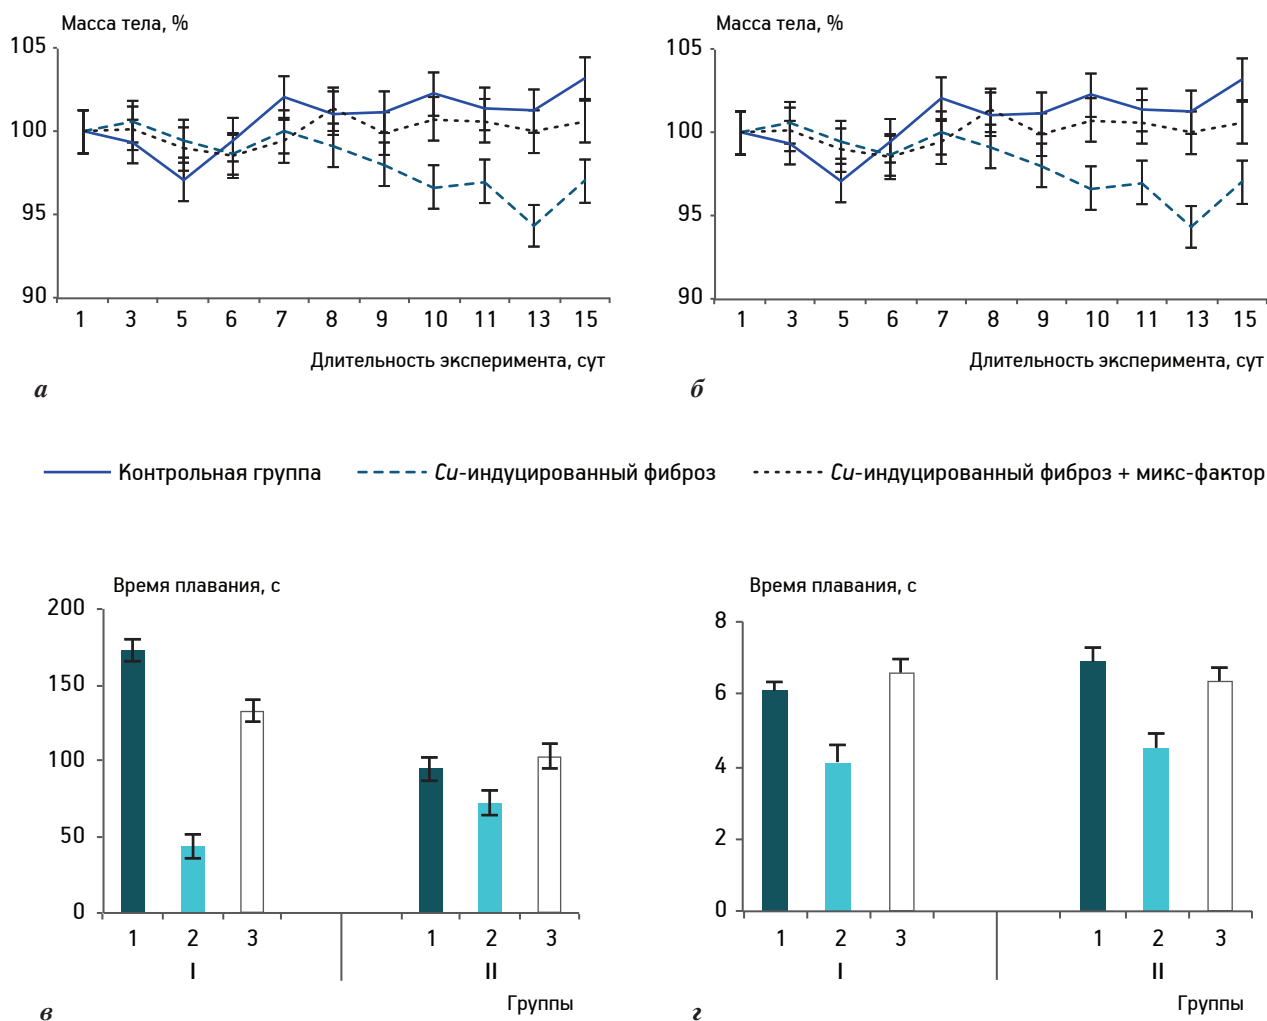 Масса тела, %
105
100
95
90
1 3 5 6 7 8 9 10 11 13 15
Длительность эксперимента, сут
а
Масса тела, %
105
100
95
90
1 3 5 6 7 8 9 10 11 13 15
Длительность эксперимента, сут
б
Контрольная группа
Cu-индуцированный фиброз
Cu-индуцированный фиброз + микс-фактор
Время плавания, с
200
150
100
50
0
1 2 3 1 2 3
I II
Группы
в
Время плавания, с
8
6
4
2
0
1 2 3 1 2 3
I II
Группы
г